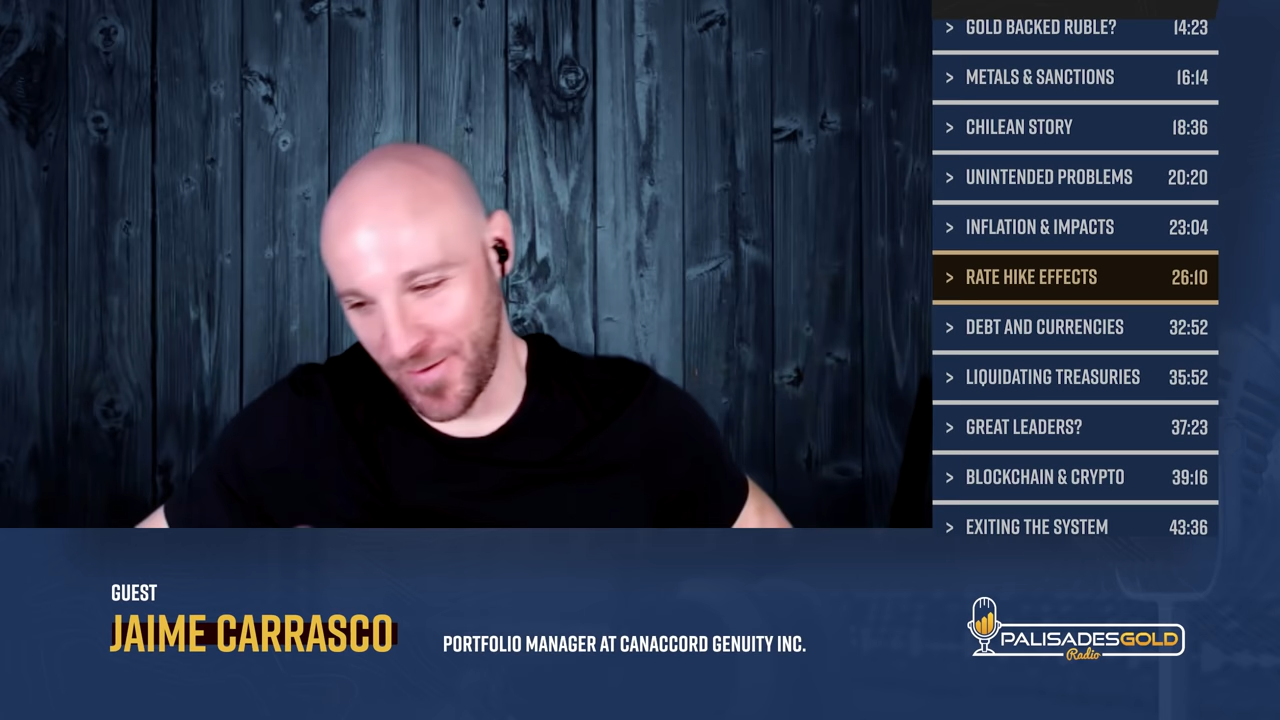 > GOLD BACKED RUBLE? 14:23
> METALS & SANCTIONS 16:14
> CHILEAN STORY 18:36
> UNINTENDED PROBLEMS 20:20
> INFLATION & IMPACTS 23:04
> RATE HIKE EFFECTS 26:10
> DEBT AND CURRENCIES 32:52
> LIQUIDATING TREASURIES 35:52
> GREAT LEADERS? 37:23
> BLOCKCHAIN & CRYPTO 39:16
> EXITING THE SYSTEM 43:36
GUEST
JAIME CARRASCO
PORTFOLIO MANAGER AT CANACCORD GENUITY INC.
PALISADESGOLD
Radio